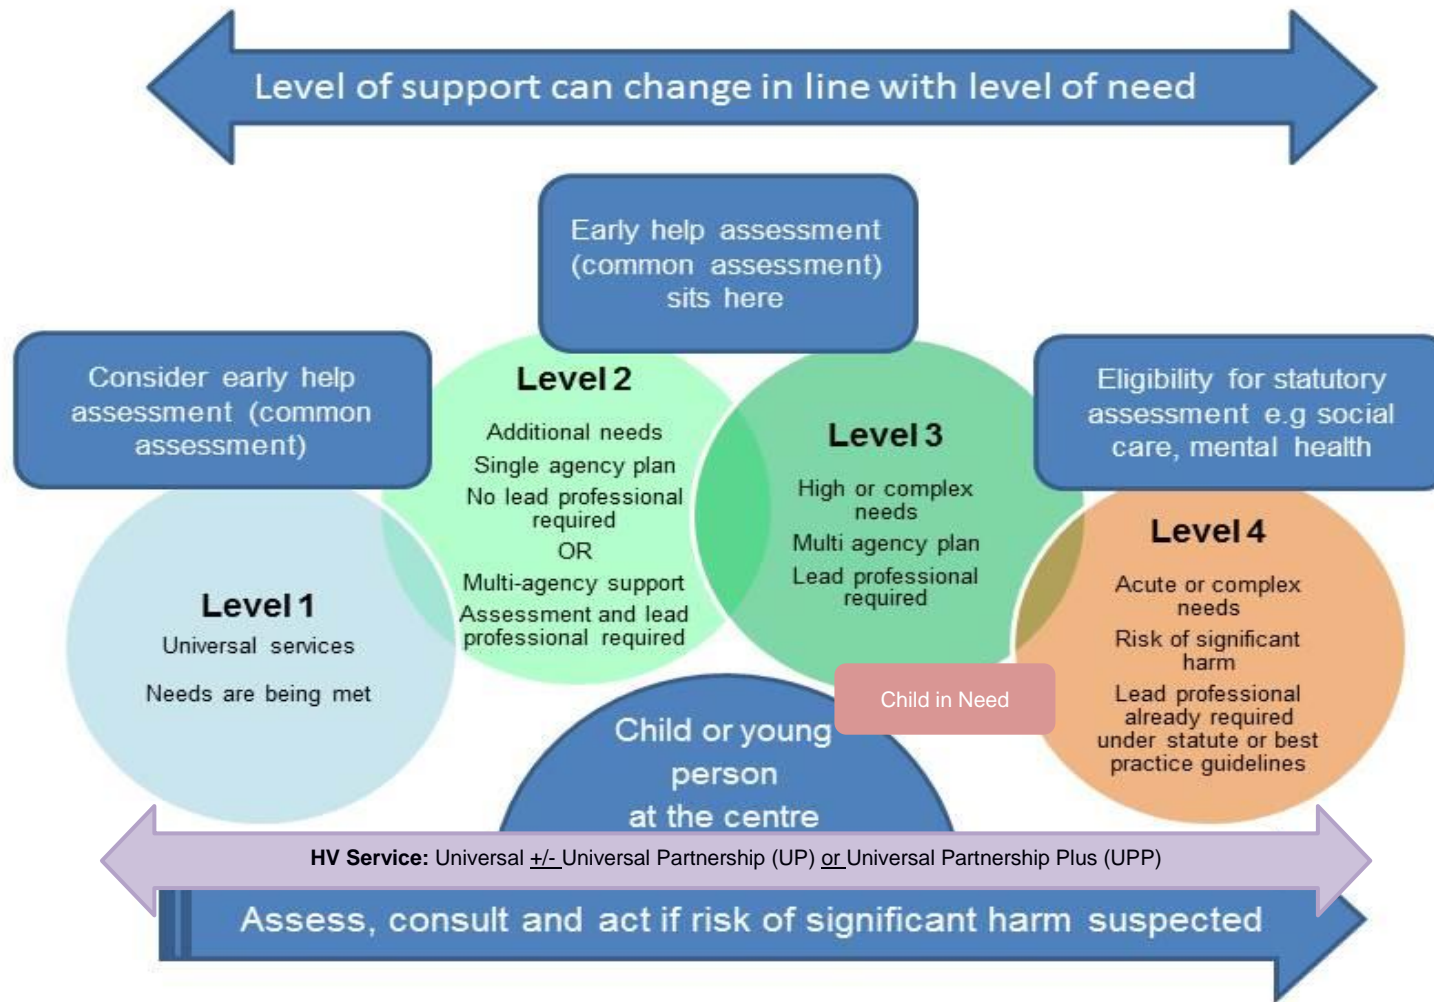 Level of support can change in line with level of need
Early help assessment
(common assessment)
sits here
Consider early help
assessment (common
assessment)
Eligibility for statutory
assessment e.g social
care, mental health
Level 1
Universal services
Needs are being met
Level 2
Additional needs
Single agency plan
No lead professional
required
OR
Multi-agency support
Assessment and lead
professional required
Level 3
High or complex
needs
Multi agency plan
Lead professional
required
Level 4
Acute or complex
needs
Risk of significant
harm
Lead professional
already required
under statute or best
practice guidelines
Child in Need
Child or young
person
at the centre
HV Service: Universal +/- Universal Partnership (UP) or Universal Partnership Plus (UPP)
Assess, consult and act if risk of significant harm suspected